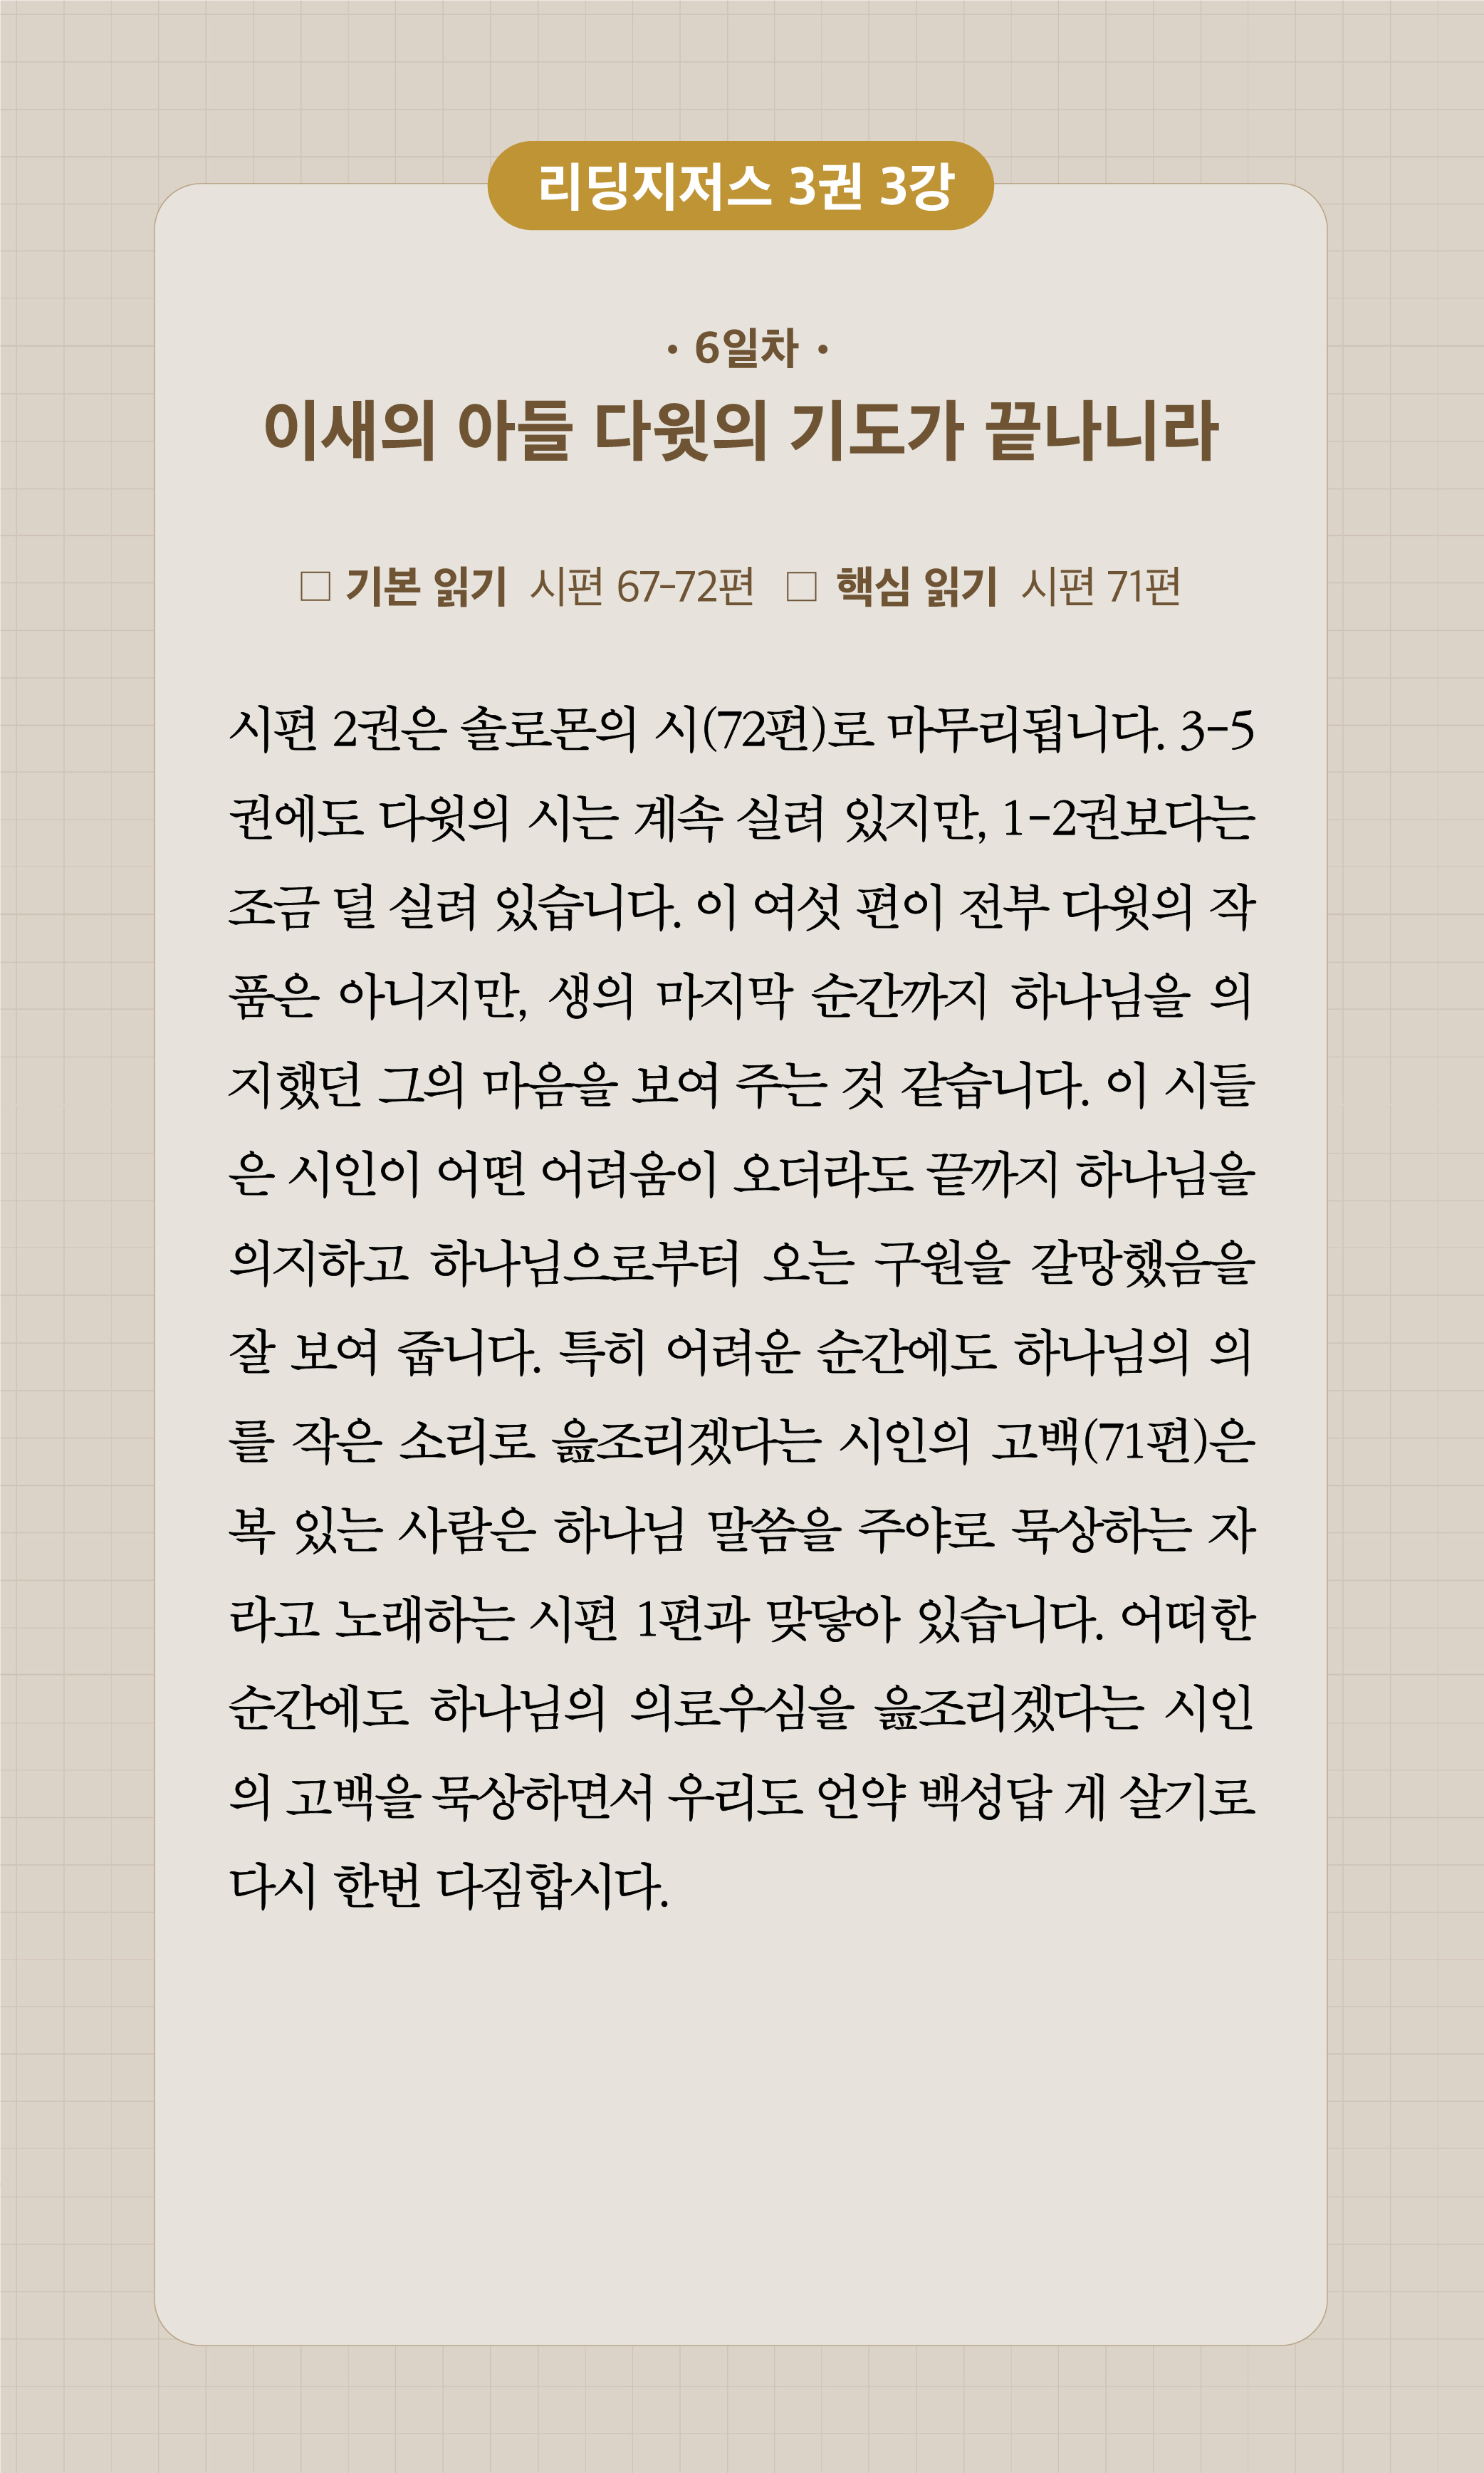 리딩지저스 3권 3강
· 6일차 ·
이새의 아들 다윗의 기도가 끝나니라
□ 기본 읽기 시편 67-72편 □ 핵심 읽기 시편 71편
시편 2권은 솔로몬의 시(72편)로 마무리됩니다. 3-5
권에도 다윗의 시는 계속 실려 있지만, 1-2권보다는
조금 덜 실려 있습니다. 이 여섯 편이 전부 다윗의 작
품은 아니지만, 생의 마지막 순간까지 하나님을 의
지했던 그의 마음을 보여 주는 것 같습니다. 이 시들
은 시인이 어떤 어려움이 오더라도 끝까지 하나님을
의지하고 하나님으로부터 오는 구원을 갈망했음을
잘 보여 줍니다. 특히 어려운 순간에도 하나님의 의
를 작은 소리로 읊조리겠다는 시인의 고백(71편)은
복 있는 사람은 하나님 말씀을 주야로 묵상하는 자
라고 노래하는 시편 1편과 맞닿아 있습니다. 어떠한
순간에도 하나님의 의로우심을 읊조리겠다는 시인
의 고백을 묵상하면서 우리도 언약 백성답 게 살기로
다시 한번 다짐합시다.